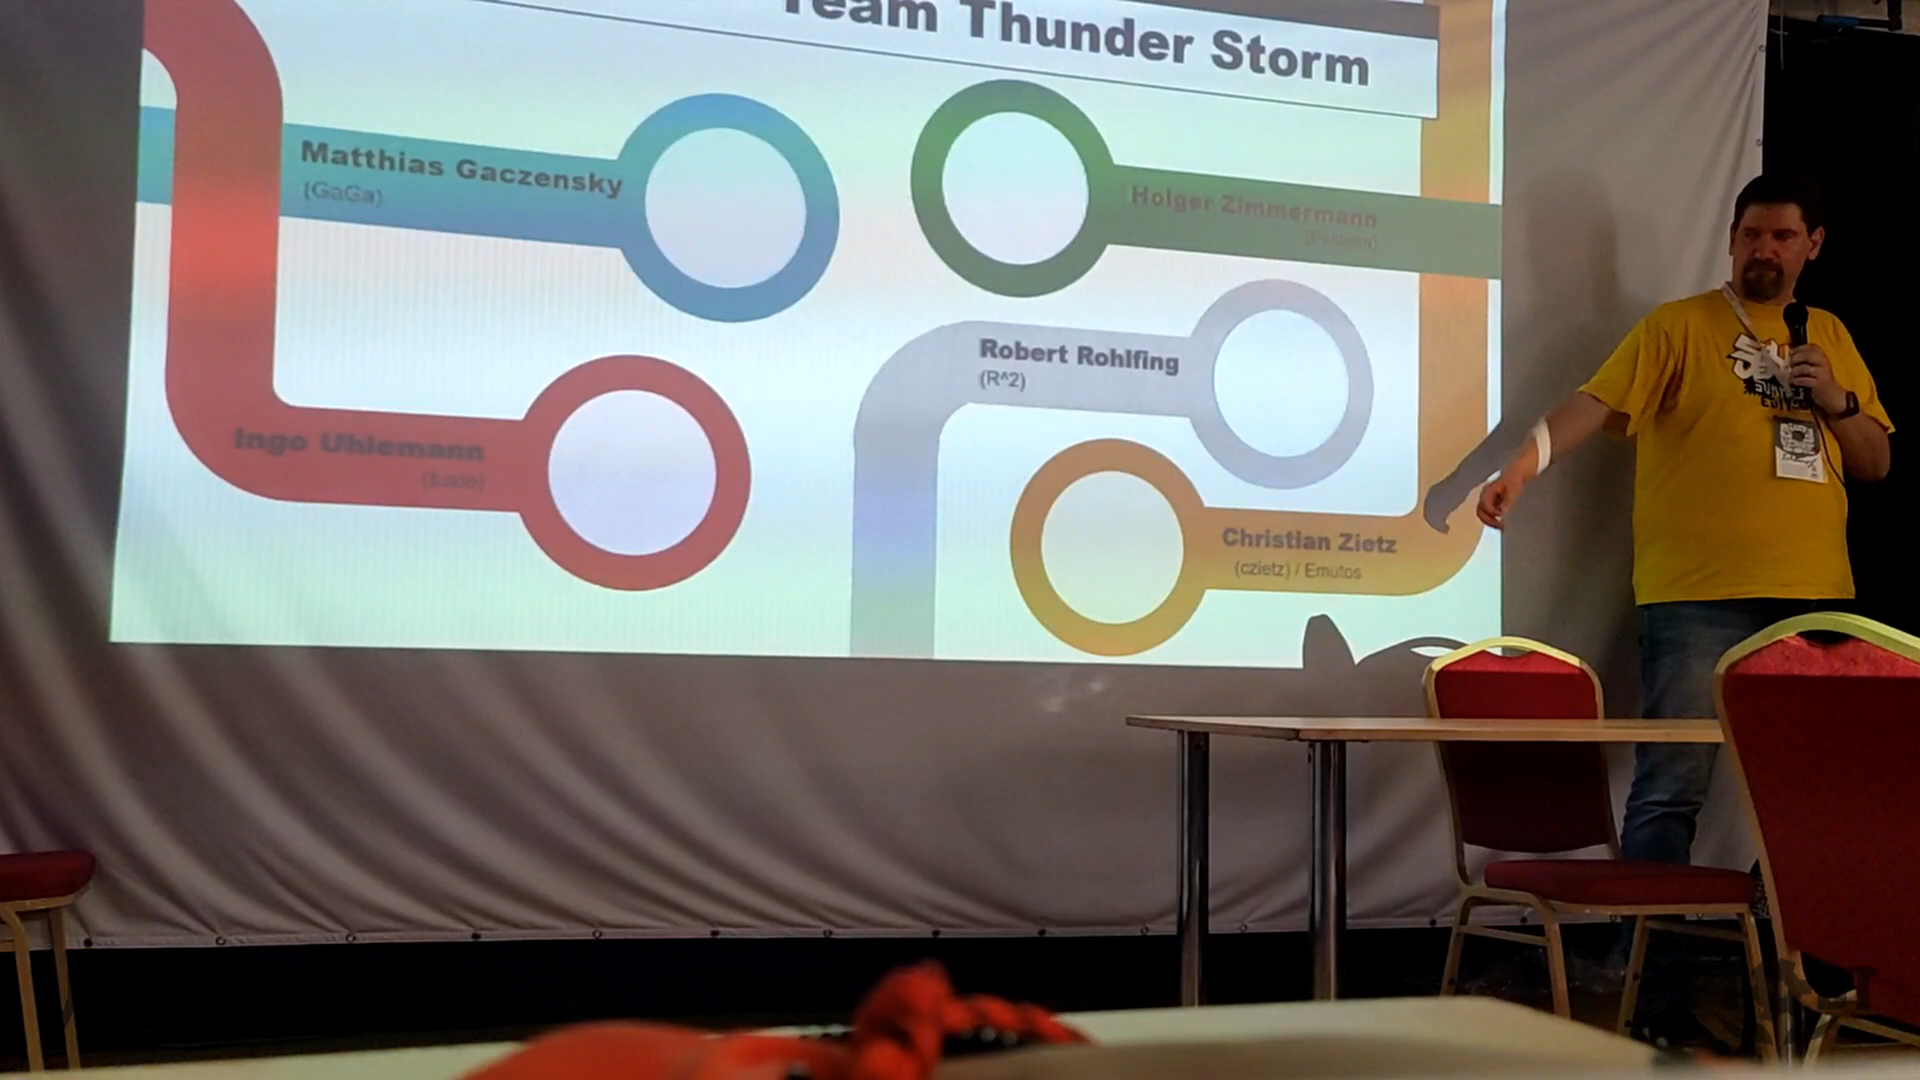 Team Thunder Storm
Matthias Gaczensky
(GaGa)
Holger Zimmermann
Robert Rohlfing
(R^2)
Ingo Uhlemann
Christian Zietz
(czietz) / Emutos